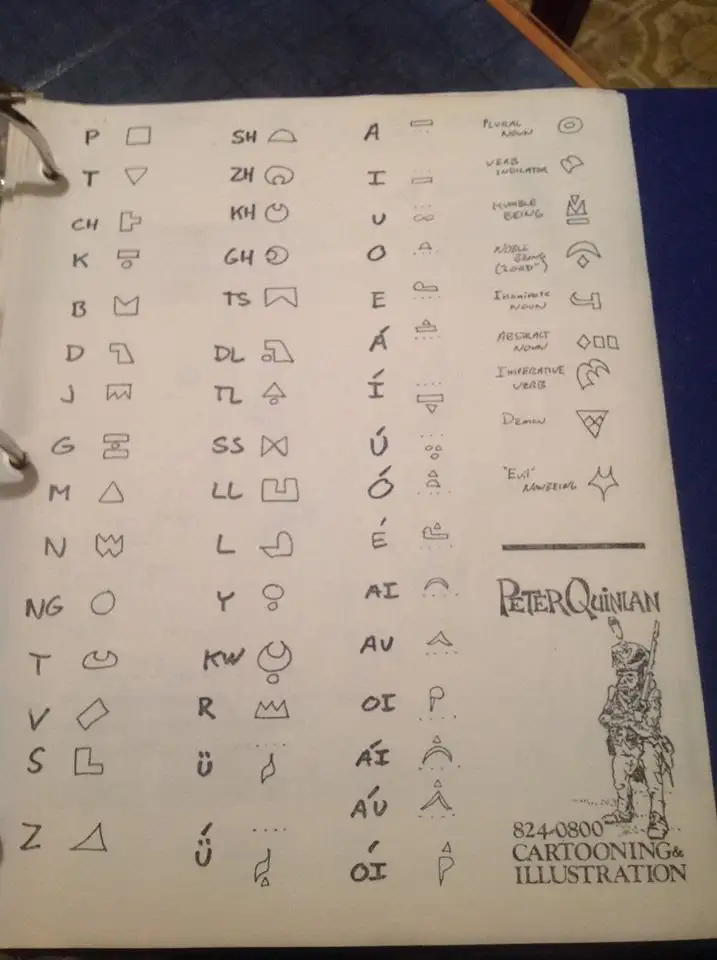 P
T
CH
K
B
D
J
G
M
N
NG
T
V
S
Z
SH
ZH
KH
GH
TS
DL
TL
SS
LL
L
Y
KW
R
Ü
Ǘ
A
I
U
O
E
Á
Í
Ú
Ó
É
AI
AU
OI
ÁI
ÁU
ÓI
PLURAL
NOUN
VERB
INDICATOR
HUMBLE
BEING
NOBLE
BEING
("LORD")
INANIMATE
NOUN
ABSTRACT
NOUN
IMPERATIVE
VERB
DEMON
"EVIL"
NONBEING
PETER QUINLAN
824-0800
CARTOONING &
ILLUSTRATION